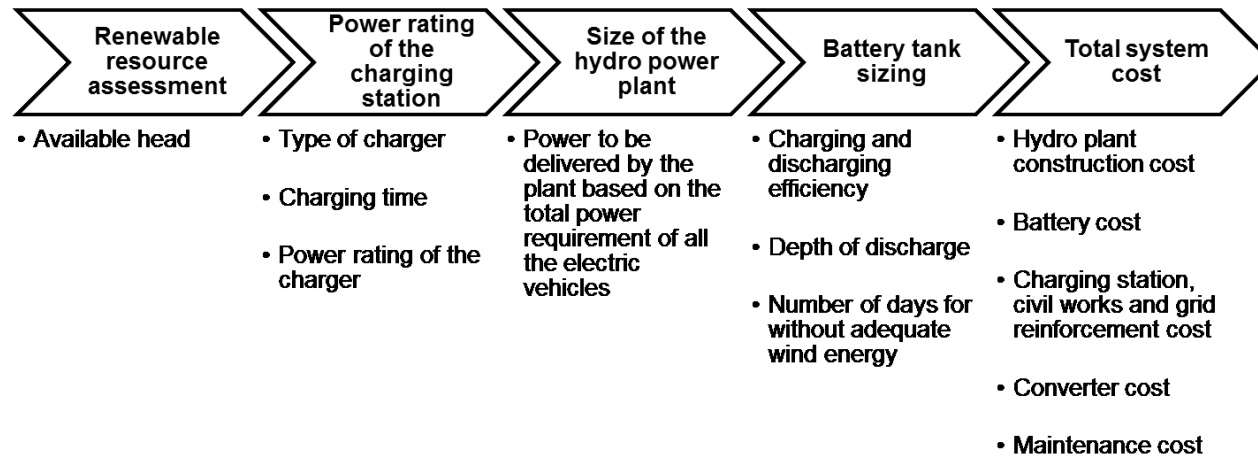 Renewable
resource
assessment
Power rating
of the
charging
station
Size of the
hydro power
plant
Battery tank
sizing
Total system
cost
• Available head
• Type of charger
• Charging time
• Power rating of the
charger
• Power to be
delivered by the
plant based on the
total power
requirement of all
the electric
vehicles
• Charging and
discharging
efficiency
• Depth of discharge
• Number of days for
without adequate
wind energy
• Hydro plant
construction cost
• Battery cost
• Charging station,
civil works and grid
reinforcement cost
• Converter cost
• Maintenance cost